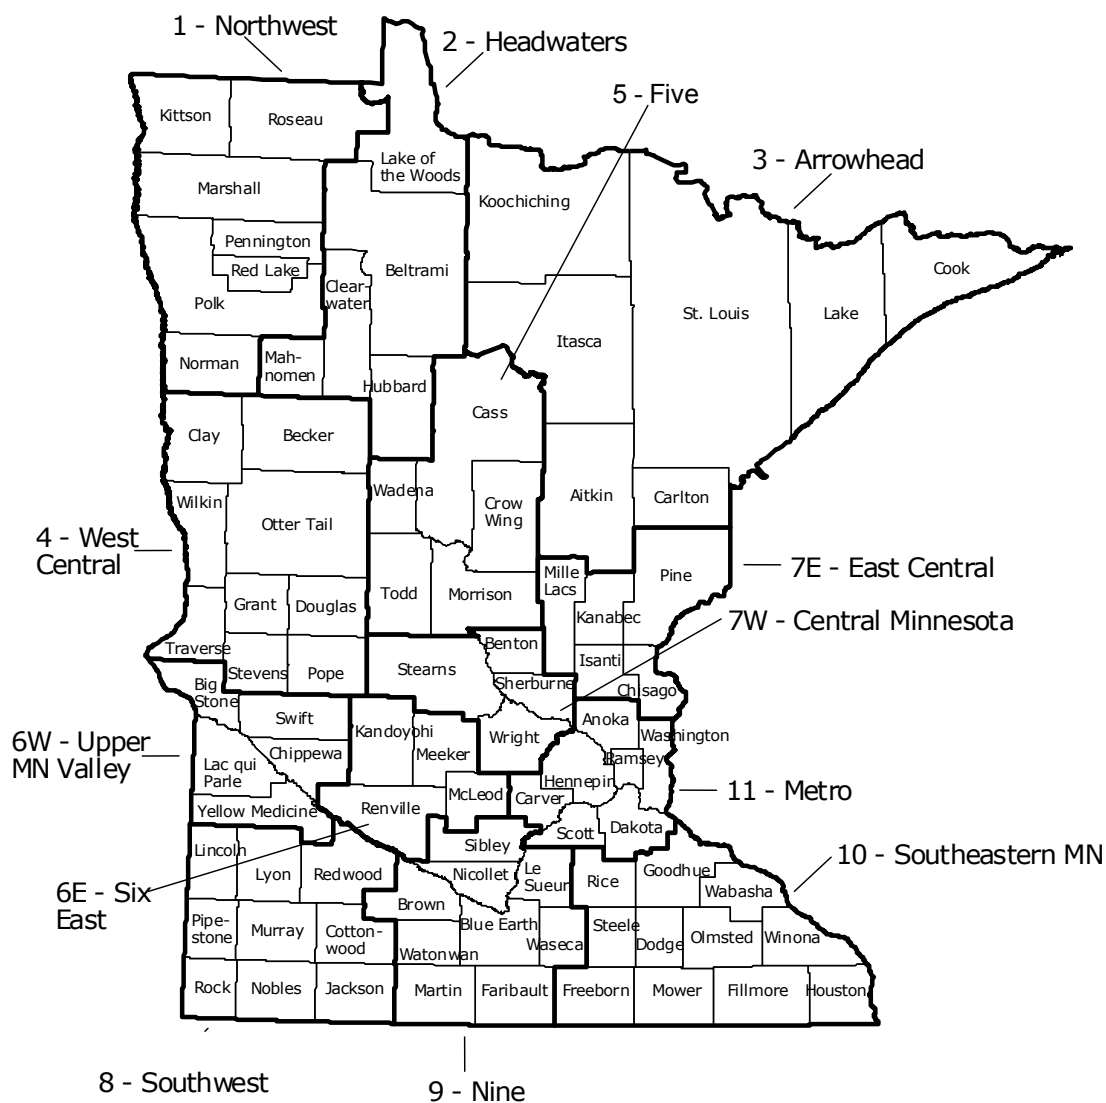 1 - Northwest
2 - Headwaters
5 - Five
3 - Arrowhead
Kittson
Roseau
Lake of
the Woods
Marshall
Koochiching
Pennington
Red Lake
Beltrami
Cook
Clear-
water
Polk
St. Louis
Lake
Itasca
Norman
Mah-
nomen
Hubbard
Cass
Clay
Becker
Wadena
Crow
Wing
Aitkin
Carlton
Wilkin
Otter Tail
4 - West
Central
7E - East Central
Mille
Lacs
Pine
Grant
Douglas
Todd
Morrison
Kanabec
7W - Central Minnesota
Traverse
Stevens
Pope
Stearns
Benton
Isanti
Sherburne
Chisago
Big
Stone
Swift
Kandoyohi
Wright
Anoka
Washington
6W - Upper
MN Valley
Chippewa
Meeker
Ramsey
Lac qui
Parle
Hennepin
11 - Metro
McLeod
Carver
Yellow Medicine
Renville
Scott
Dakota
Lincoln
Sibley
10 - Southeastern MN
Lyon
Redwood
Nicollet
Le
Sueur
Rice
Goodhue
Wabasha
6E - Six
East
Brown
Pipe-
stone
Murray
Cotton-
wood
Blue Earth
Waseca
Steele
Dodge
Olmsted
Winona
Watonwan
Rock
Nobles
Jackson
Martin
Faribault
Freeborn
Mower
Fillmore
Houston
8 - Southwest
9 - Nine